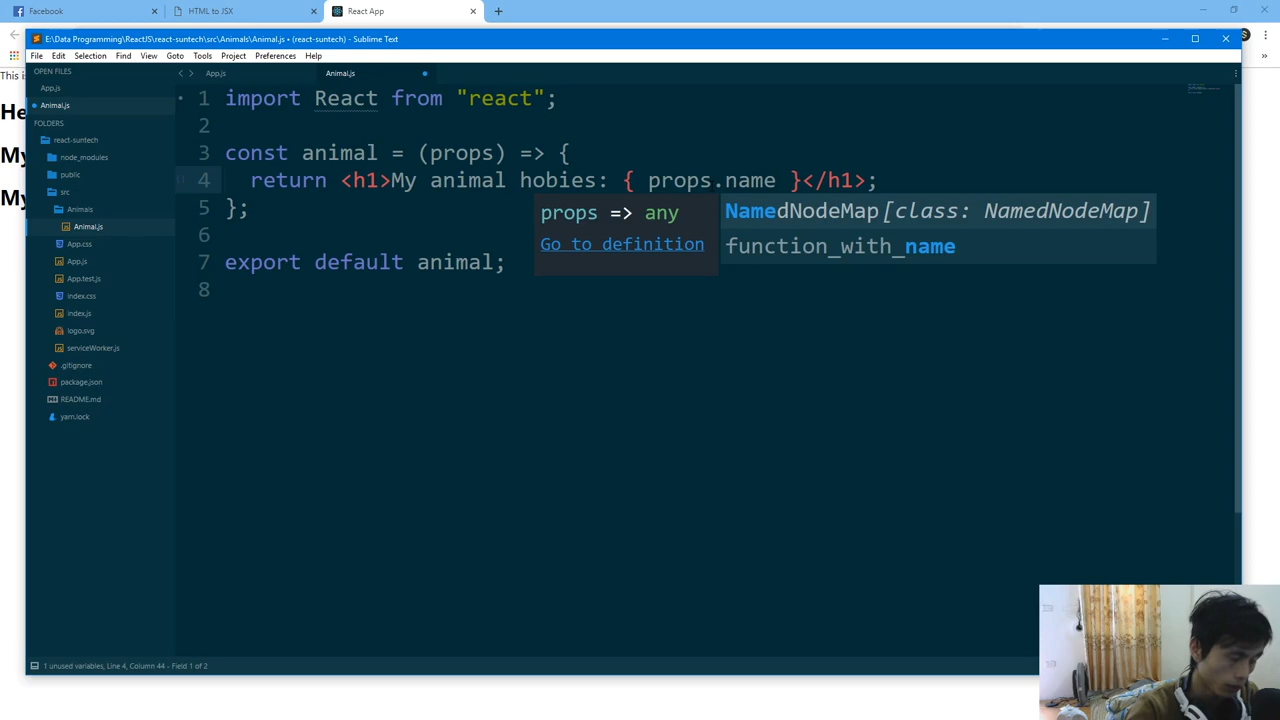 Facebook
HTML to JSX
React App
E:\Data Programming\ReactJS\react-suntech\src\Animals\Animal.js • (react-suntech) - Sublime Text
File Edit Selection Find View Goto Tools Project Preferences Help
This is
He
My
My
OPEN FILES
App.js
Animal.js
FOLDERS
react-suntech
node_modules
public
src
Animals
Animal.js
App.css
App.js
App.test.js
index.css
index.js
logo.svg
serviceWorker.js
.gitignore
package.json
README.md
yarn.lock
App.js
Animal.js
1 import React from "react";
2
3 const animal = (props) => {
4 return <h1>My animal hobies: { props.name }</h1>;
5 };
6
7 export default animal;
8
props => any
Go to definition
NamedNodeMap[class: NamedNodeMap]
function_with_name
1 unused variables, Line 4, Column 44 - Field 1 of 2